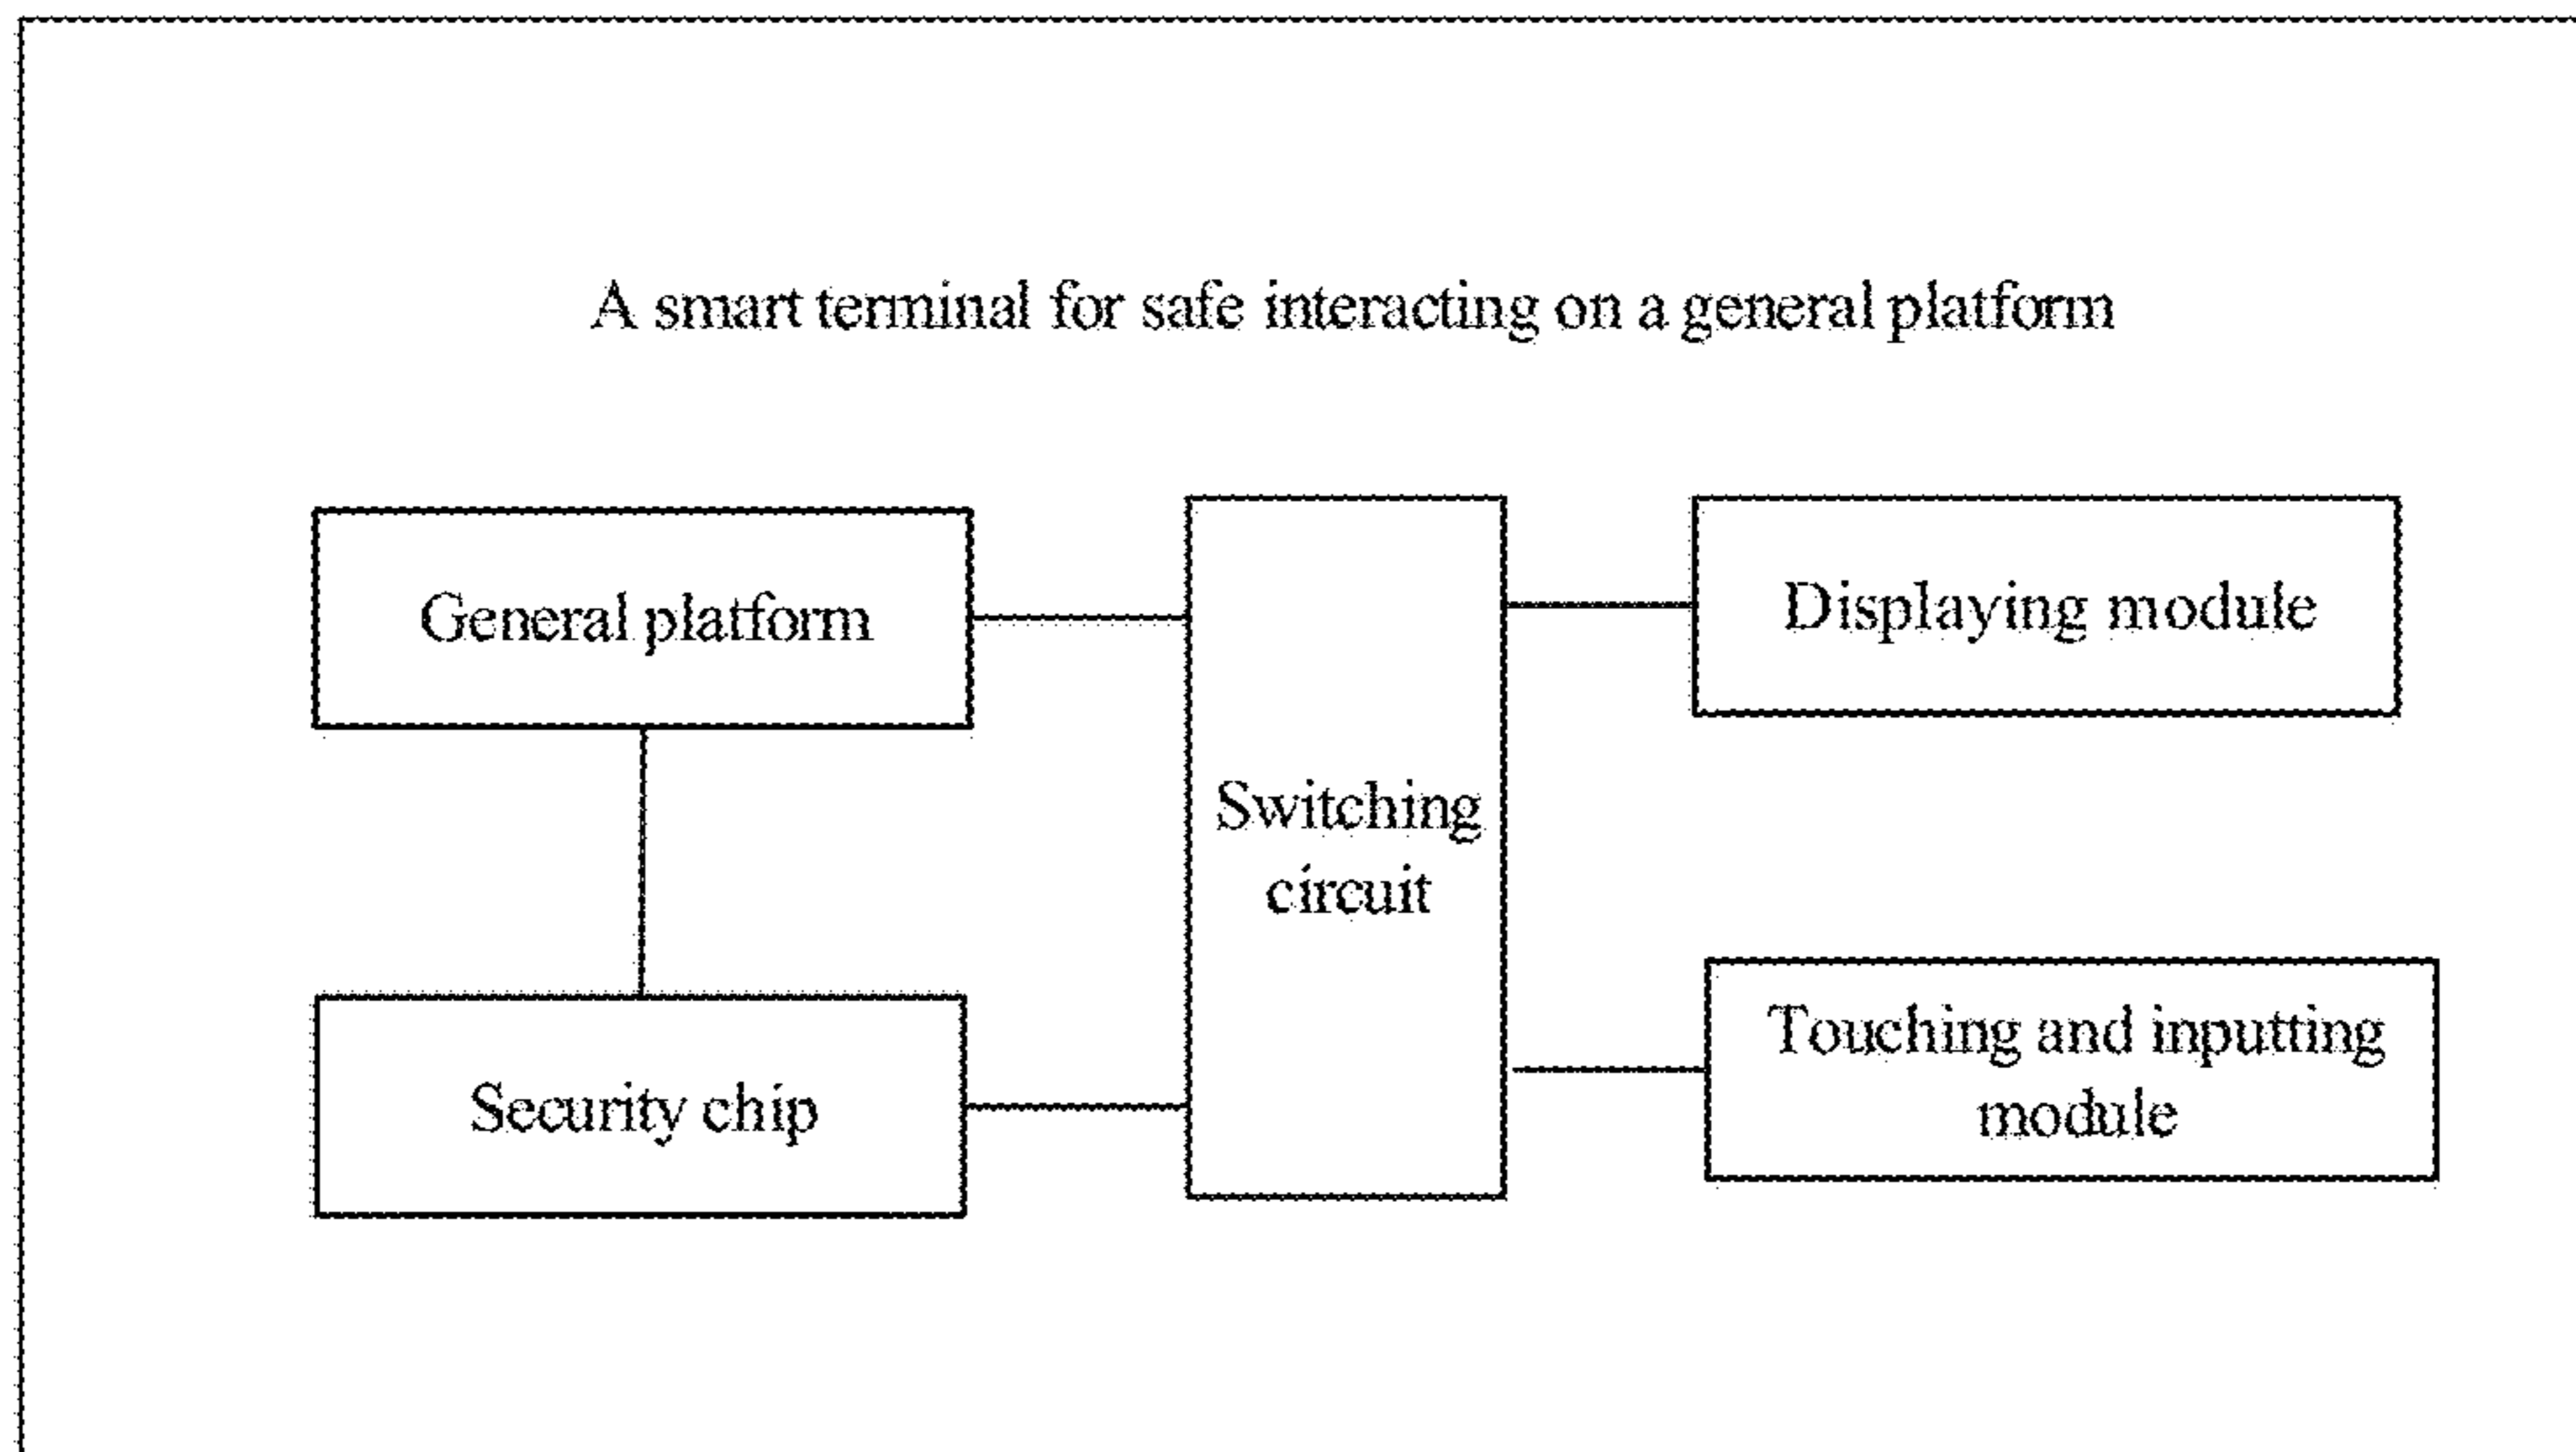 A smart terminal for safe interacting on a general platform
General platform
Displaying module
Switching
circuit
Security chip
Touching and inputting
module